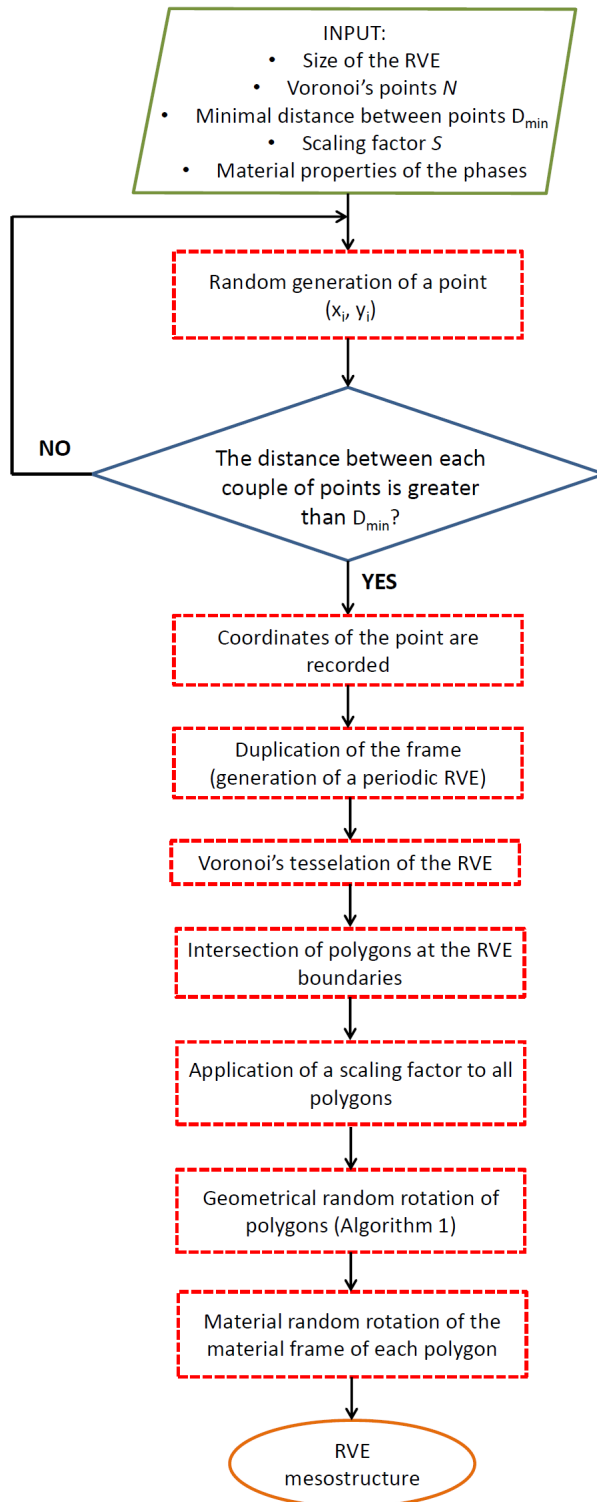 INPUT:
• Size of the RVE
• Voronoi's points N
• Minimal distance between points Dmin
• Scaling factor S
• Material properties of the phases
Random generation of a point
(xi, yi)
NO
The distance between each
couple of points is greater
than Dmin?
YES
Coordinates of the point are
recorded
Duplication of the frame
(generation of a periodic RVE)
Voronoi's tesselation of the RVE
Intersection of polygons at the RVE
boundaries
Application of a scaling factor to all
polygons
Geometrical random rotation of
polygons (Algorithm 1)
Material random rotation of the
material frame of each polygon
RVE
mesostructure